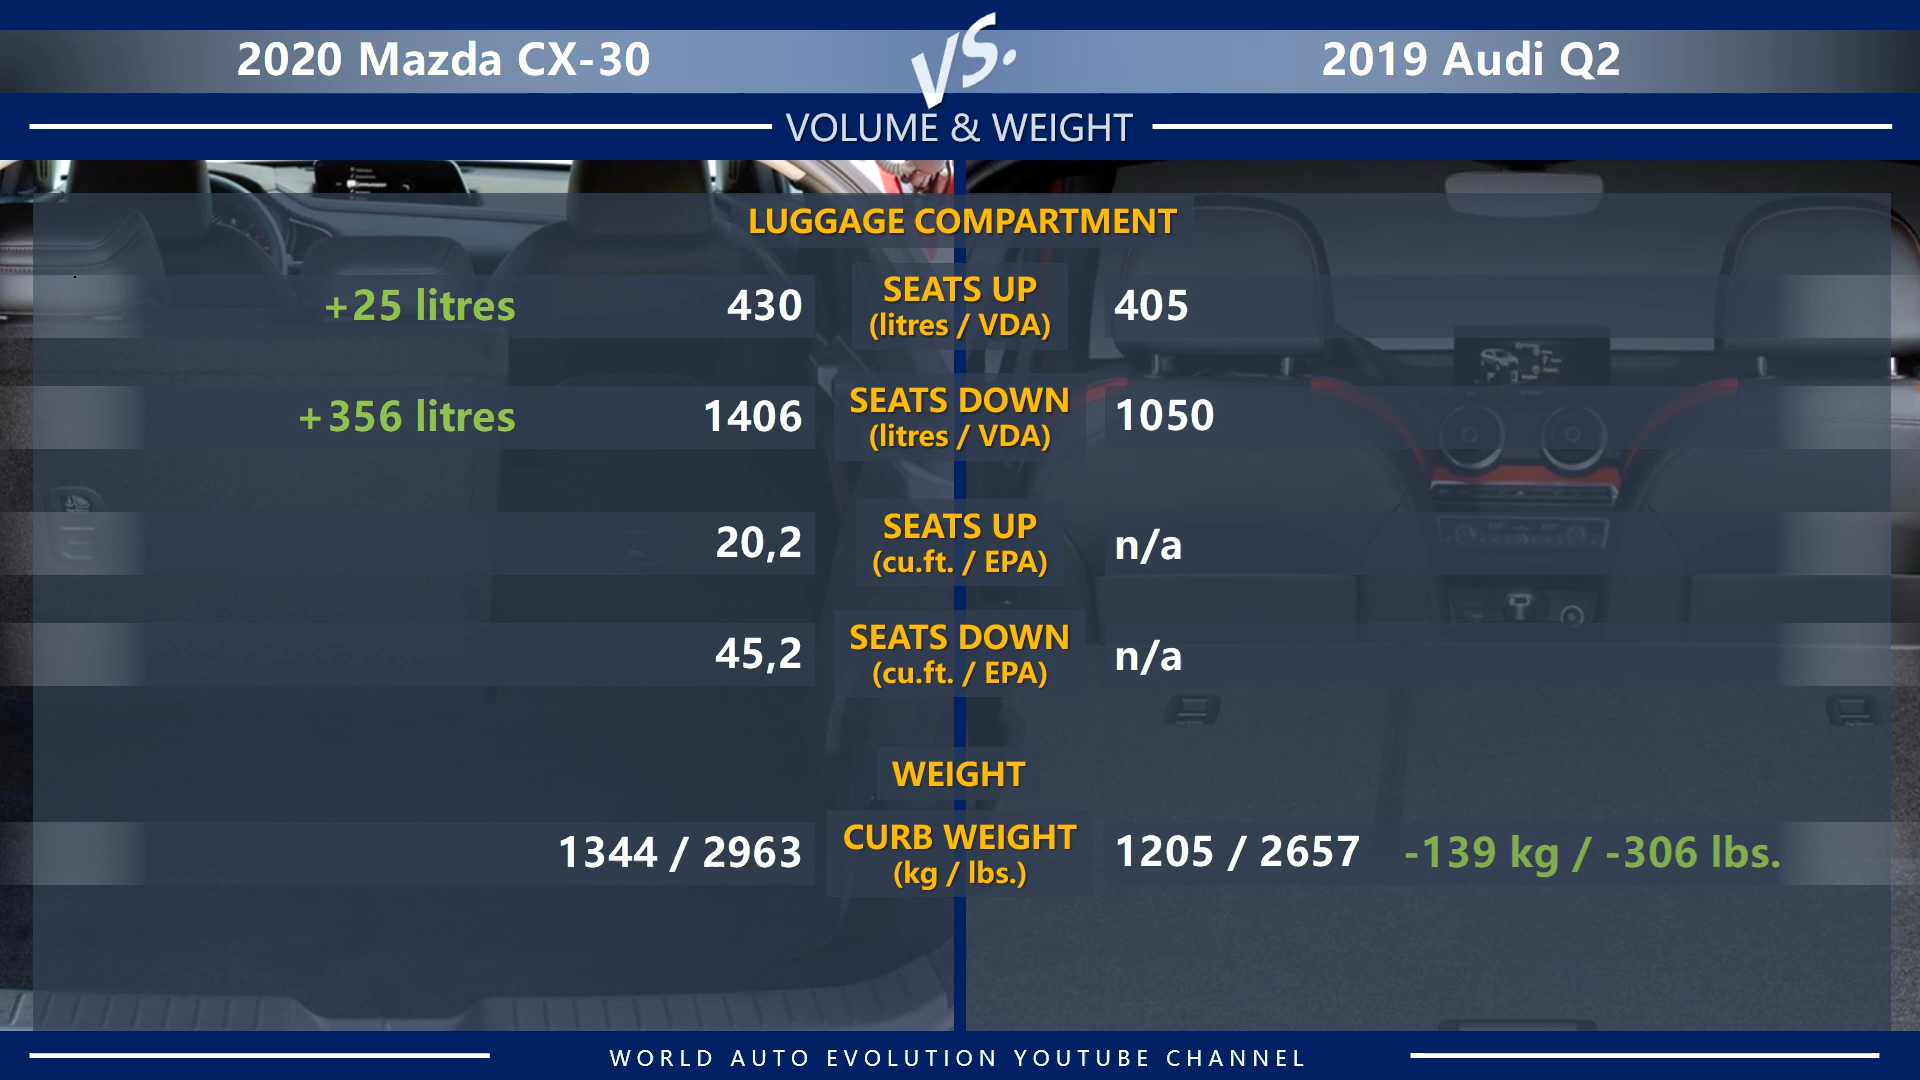 2020 Mazda CX-30 VS. 2019 Audi Q2
VOLUME & WEIGHT
LUGGAGE COMPARTMENT
+25 litres 430 SEATS UP 405
(litres / VDA)
+356 litres 1406 SEATS DOWN 1050
(litres / VDA)
20,2 SEATS UP n/a
(cu.ft. / EPA)
45,2 SEATS DOWN n/a
(cu.ft. / EPA)
WEIGHT
1344 / 2963 CURB WEIGHT 1205 / 2657 -139 kg / -306 lbs.
(kg / lbs.)
WORLD AUTO EVOLUTION YOUTUBE CHANNEL